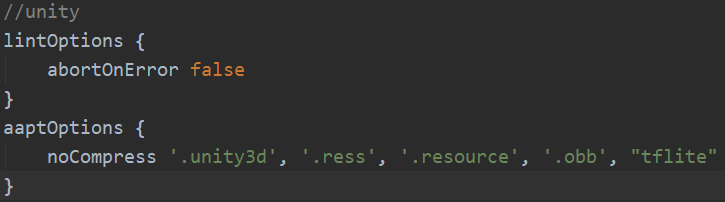 //unity
lintOptions {
abortOnError false
}
aaptOptions {
noCompress '.unity3d', '.ress', '.resource', '.obb', "tflite"
}